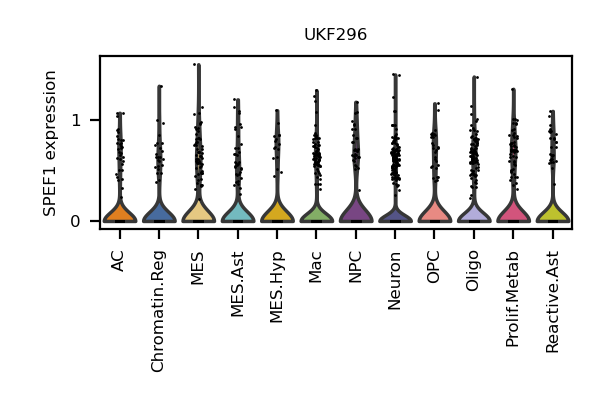 UKF296
SPEF1 expression
1
0
AC
Chromatin.Reg
MES
MES.Ast
MES.Hyp
Mac
NPC
Neuron
OPC
Oligo
Prolif.Metab
Reactive.Ast